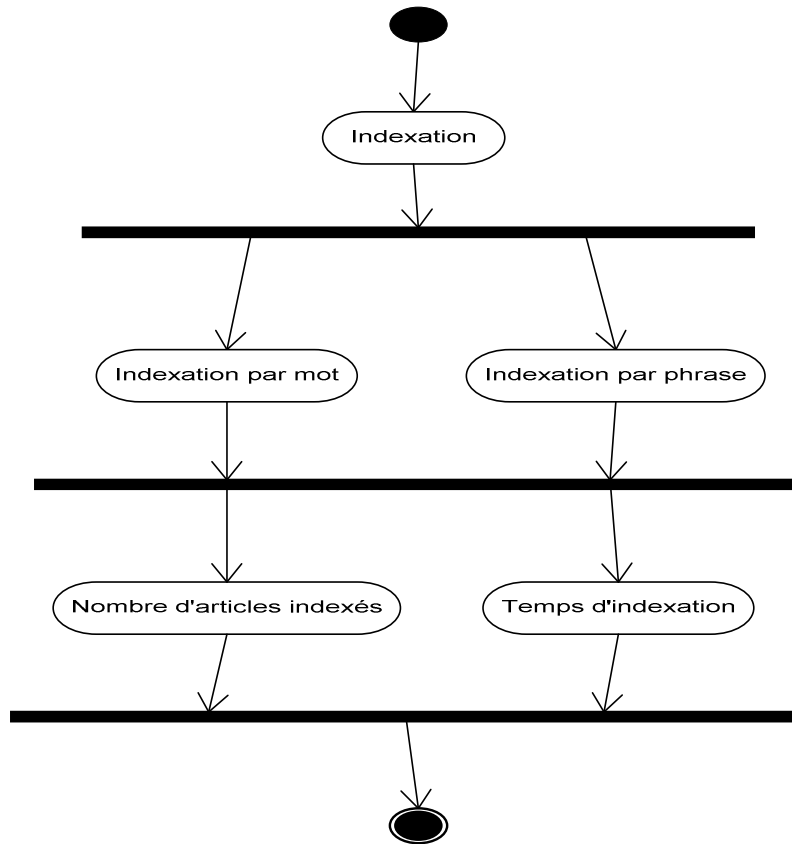 Indexation
Indexation par mot
Indexation par phrase
Nombre d'articles indexés
Temps d'indexation